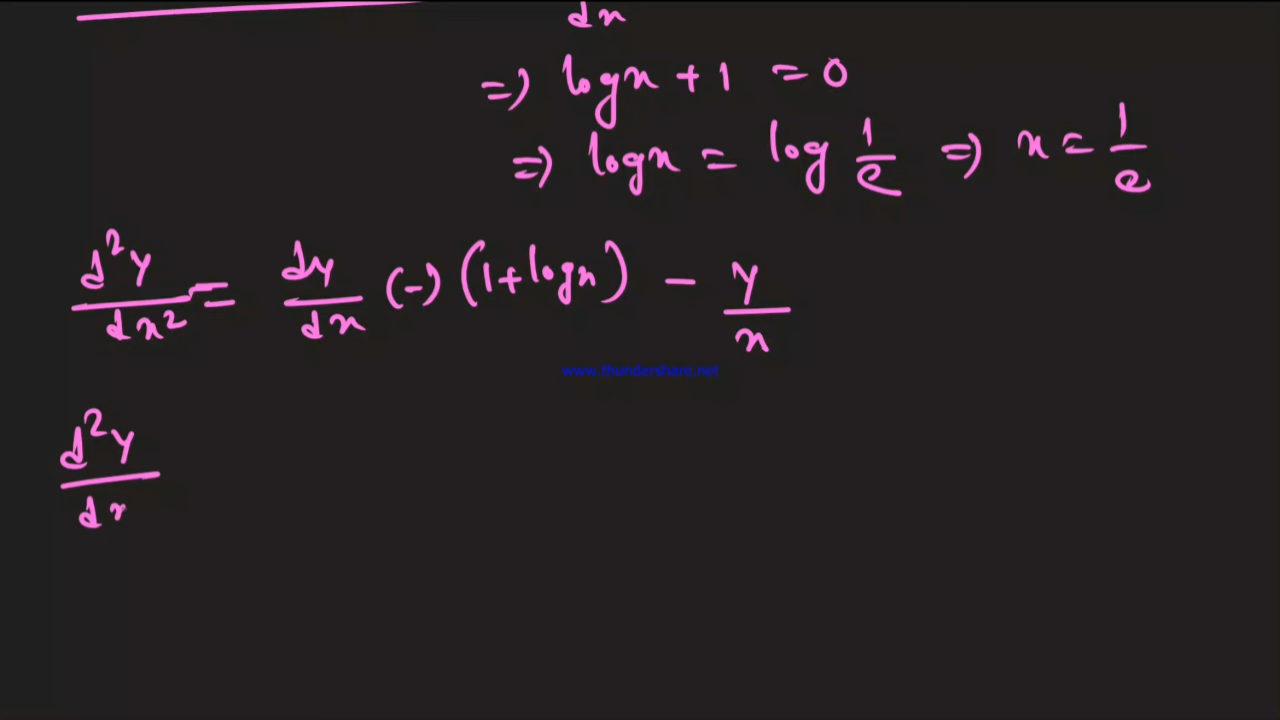 dx
=> logx + 1 = 0
=> logx = log 1/e => x = 1/e
d²y/dx² = dy/dx (-) (1+logx) - y/x
www.thundershare.net
d²y/dx